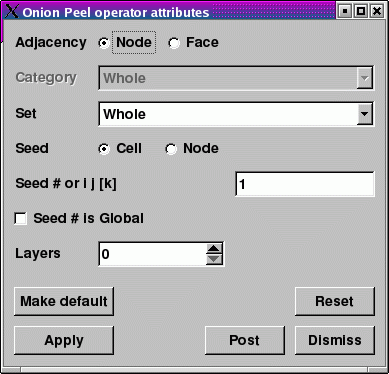 Onion Peel operator attributes
Adjacency Node Face
Category Whole
Set Whole
Seed Cell Node
Seed # or i j [k] 1
Seed # is Global
Layers 0
Make default Reset
Apply Post Dismiss